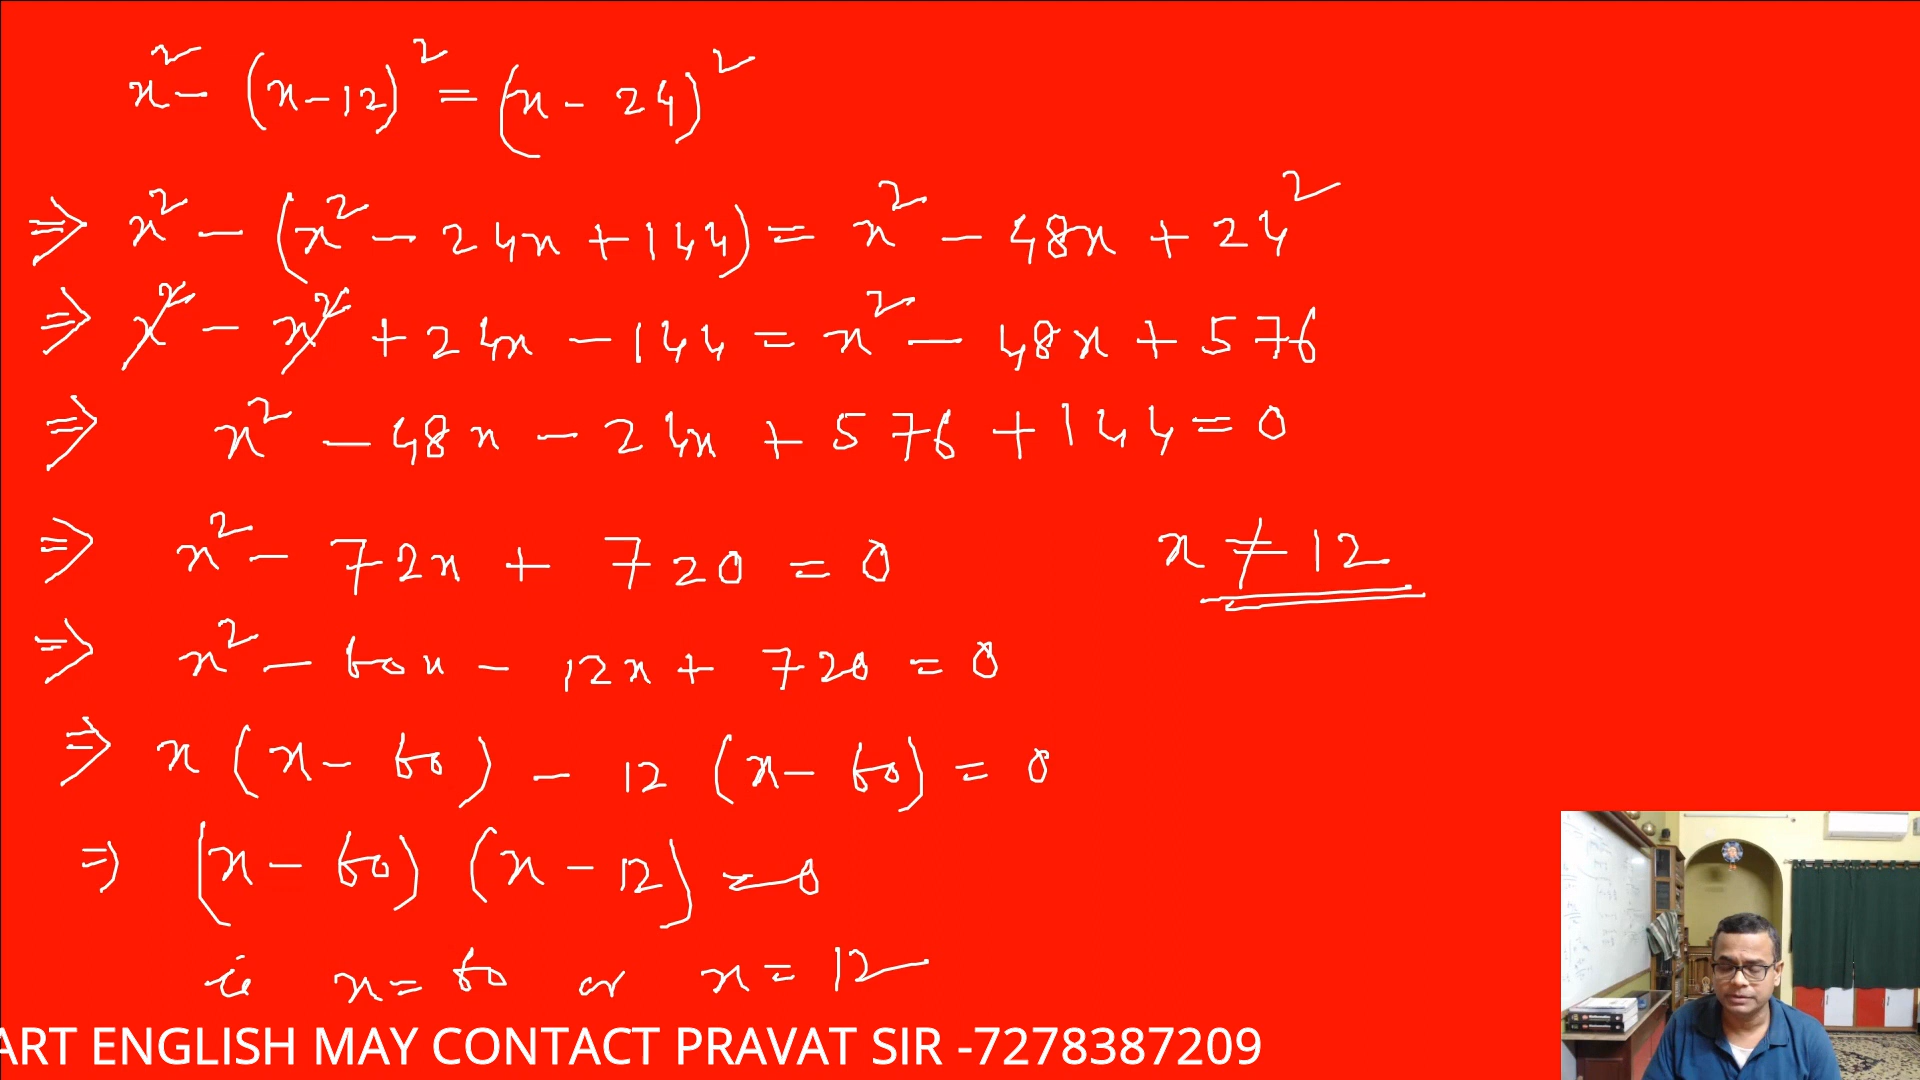 x² - (x-12)² = (x - 24)²
⇒ x² - (x² - 24x + 144) = x² - 48x + 24²
⇒ x² - x² + 24x - 144 = x² - 48x + 576
⇒ x² - 48x - 24x + 576 + 144 = 0
⇒ x² - 72x + 720 = 0
x ≠ 12
⇒ x² - 60x - 12x + 720 = 0
⇒ x (x - 60) - 12 (x - 60) = 0
⇒ (x - 60) (x - 12) = 0
ie x = 60 or x = 12
ART ENGLISH MAY CONTACT PRAVAT SIR -7278387209